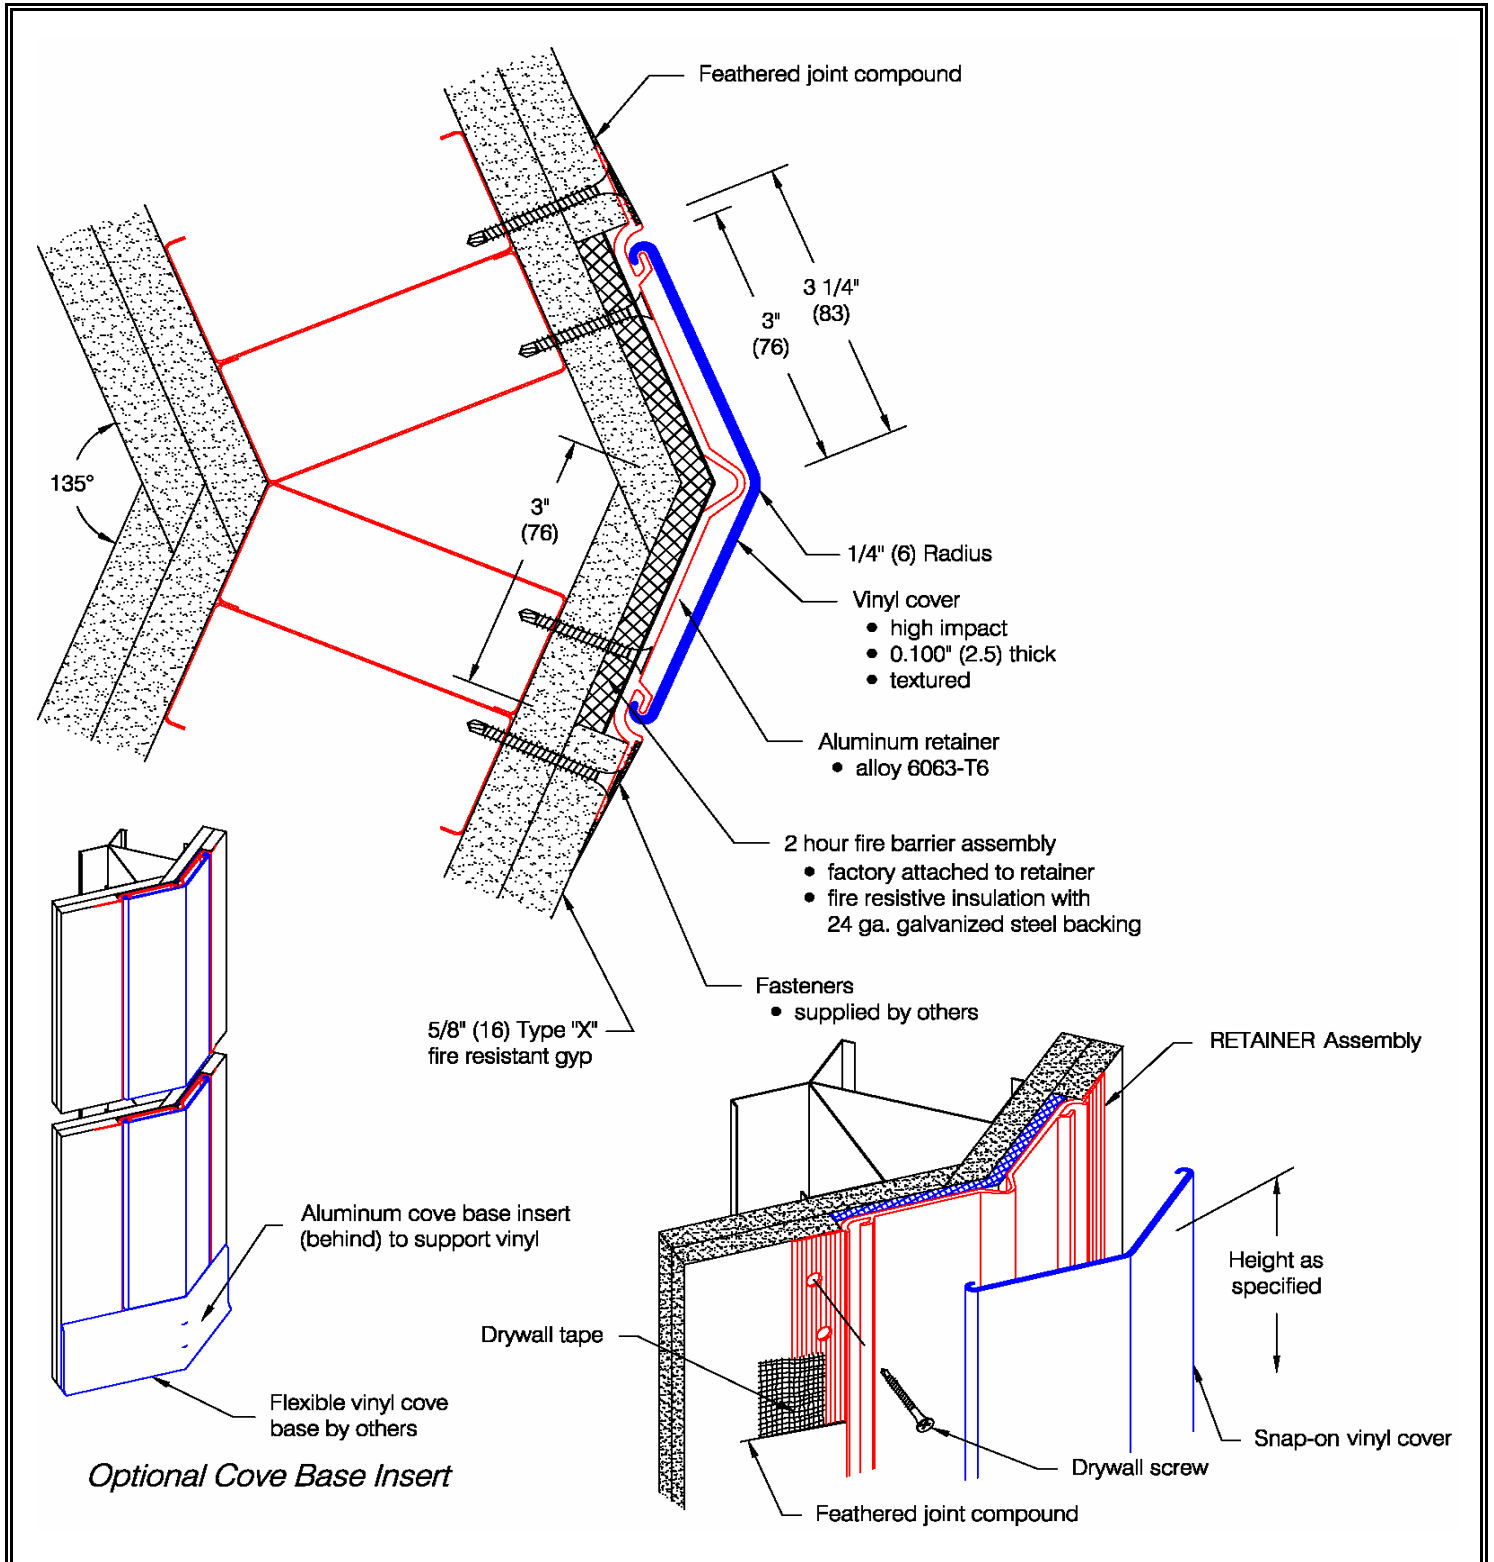 Feathered joint compound
3 1/4"
(83)
3"
(76)
135°
3"
(76)
1/4" (6) Radius
Vinyl cover
● high impact
● 0.100" (2.5) thick
● textured
Aluminum retainer
● alloy 6063-T6
2 hour fire barrier assembly
● factory attached to retainer
● fire resistive insulation with
24 ga. galvanized steel backing
Fasteners
● supplied by others
5/8" (16) Type "X"
fire resistant gyp
RETAINER Assembly
Aluminum cove base insert
(behind) to support vinyl
Height as
specified
Drywall tape
Flexible vinyl cove
base by others
Snap-on vinyl cover
Drywall screw
Optional Cove Base Insert
Feathered joint compound